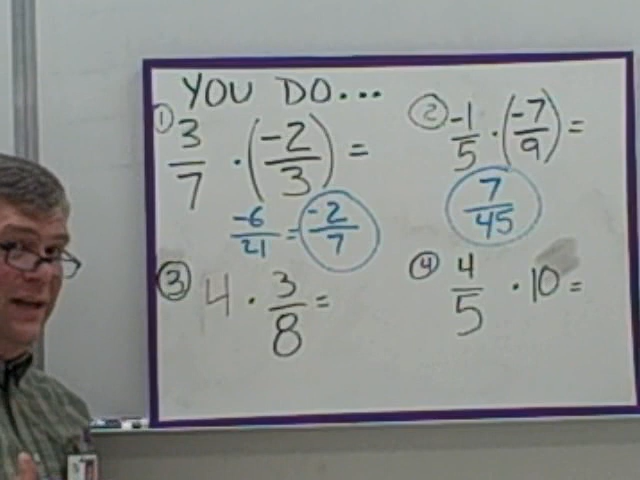 YOU DO...
① 3/7 · (-2/3) =
-6/21 = -2/7
② -1/5 · (-7/9) =
7/45
③ 4 · 3/8 =
④ 4/5 · 10 =